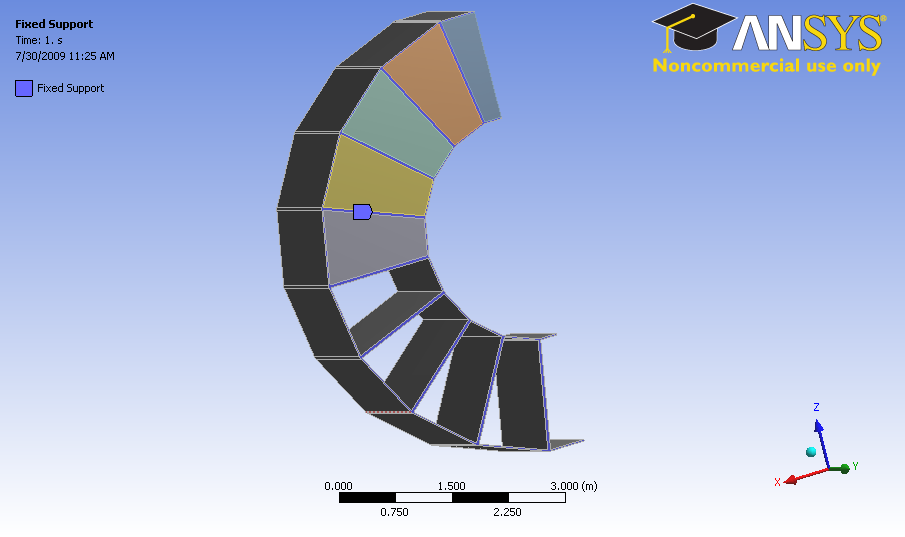 Fixed Support
Time: 1. s
7/30/2009 11:25 AM
Fixed Support
ANSYS®
Noncommercial use only
0.000 1.500 3.000 (m)
0.750 2.250
Z
Y
X